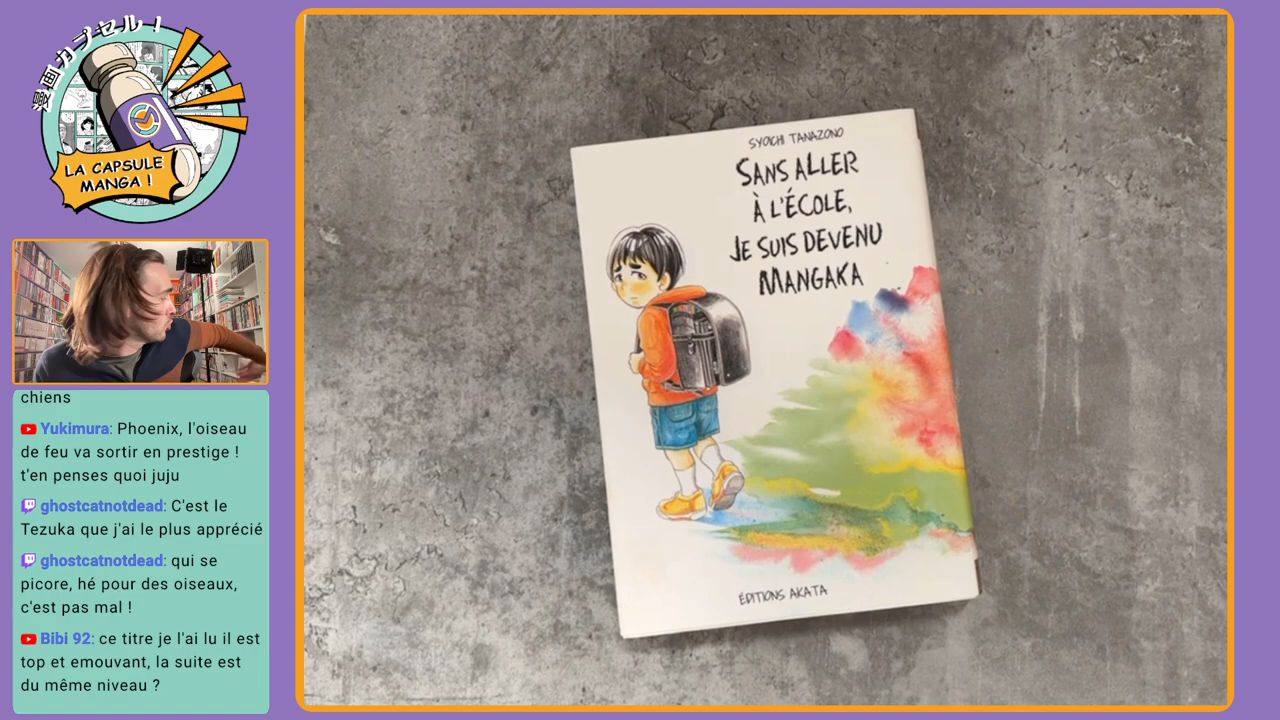 漫画カプセル！
LA CAPSULE
MANGA !
chiens
Yukimura: Phoenix, l'oiseau
de feu va sortir en prestige !
t'en penses quoi juju
ghostcatnotdead: C'est le
Tezuka que j'ai le plus apprécié
ghostcatnotdead: qui se
picore, hé pour des oiseaux,
c'est pas mal !
Bibi 92: ce titre je l'ai lu il est
top et emouvant, la suite est
du même niveau ?
SYOICHI TANAZONO
SANS ALLER
À L'ÉCOLE,
JE SUIS DEVENU
MANGAKA
ÉDITIONS AKATA